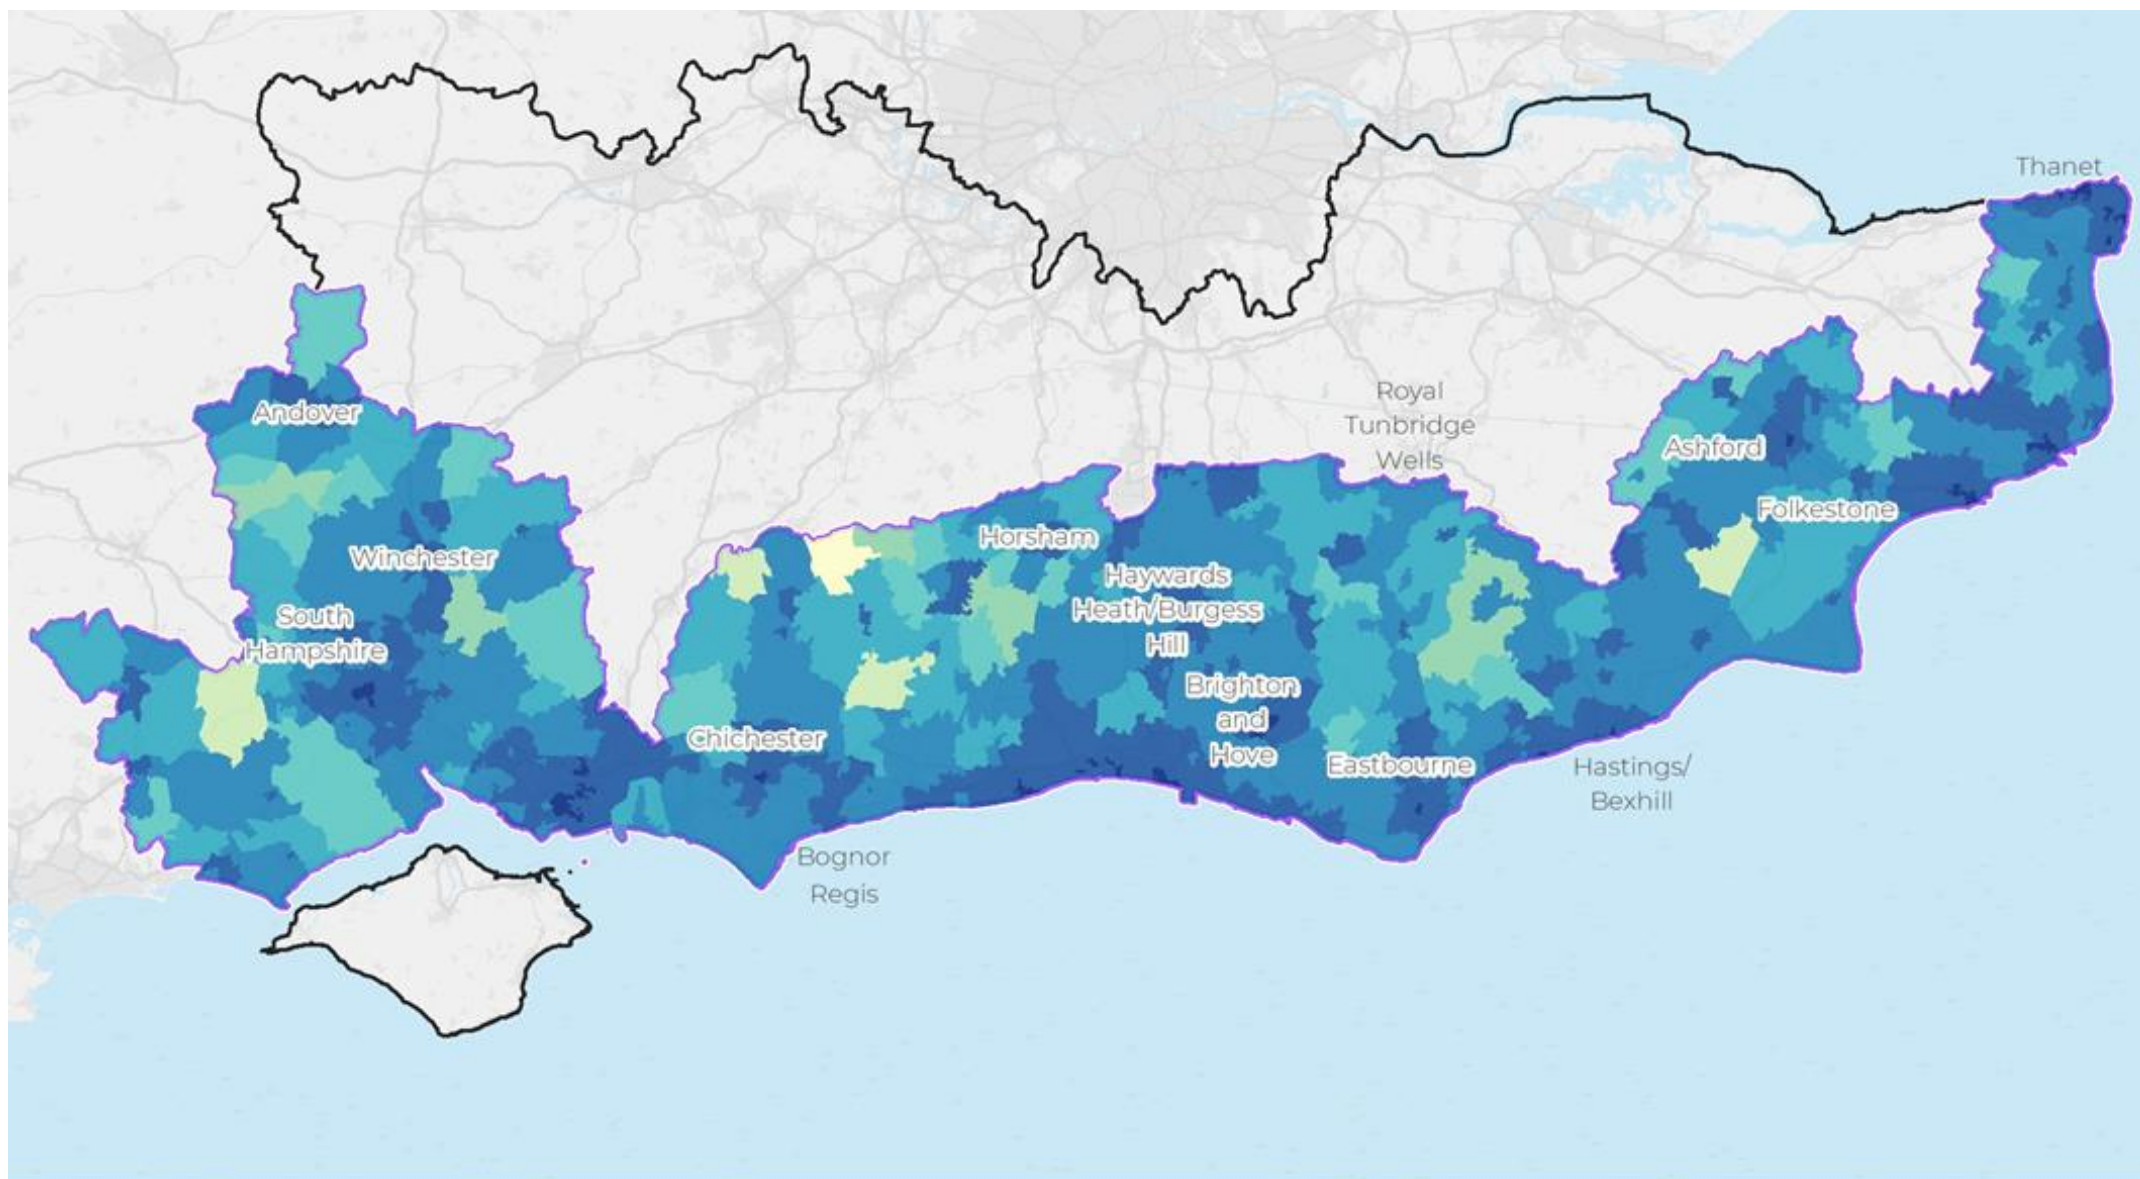 Thanet
Andover
Royal
Tunbridge
Wells
Ashford
Folkestone
Winchester
Horsham
Haywards
Heath/Burgess
Hill
South
Hampshire
Brighton
and
Hove
Chichester
Eastbourne
Hastings/
Bexhill
Bognor
Regis